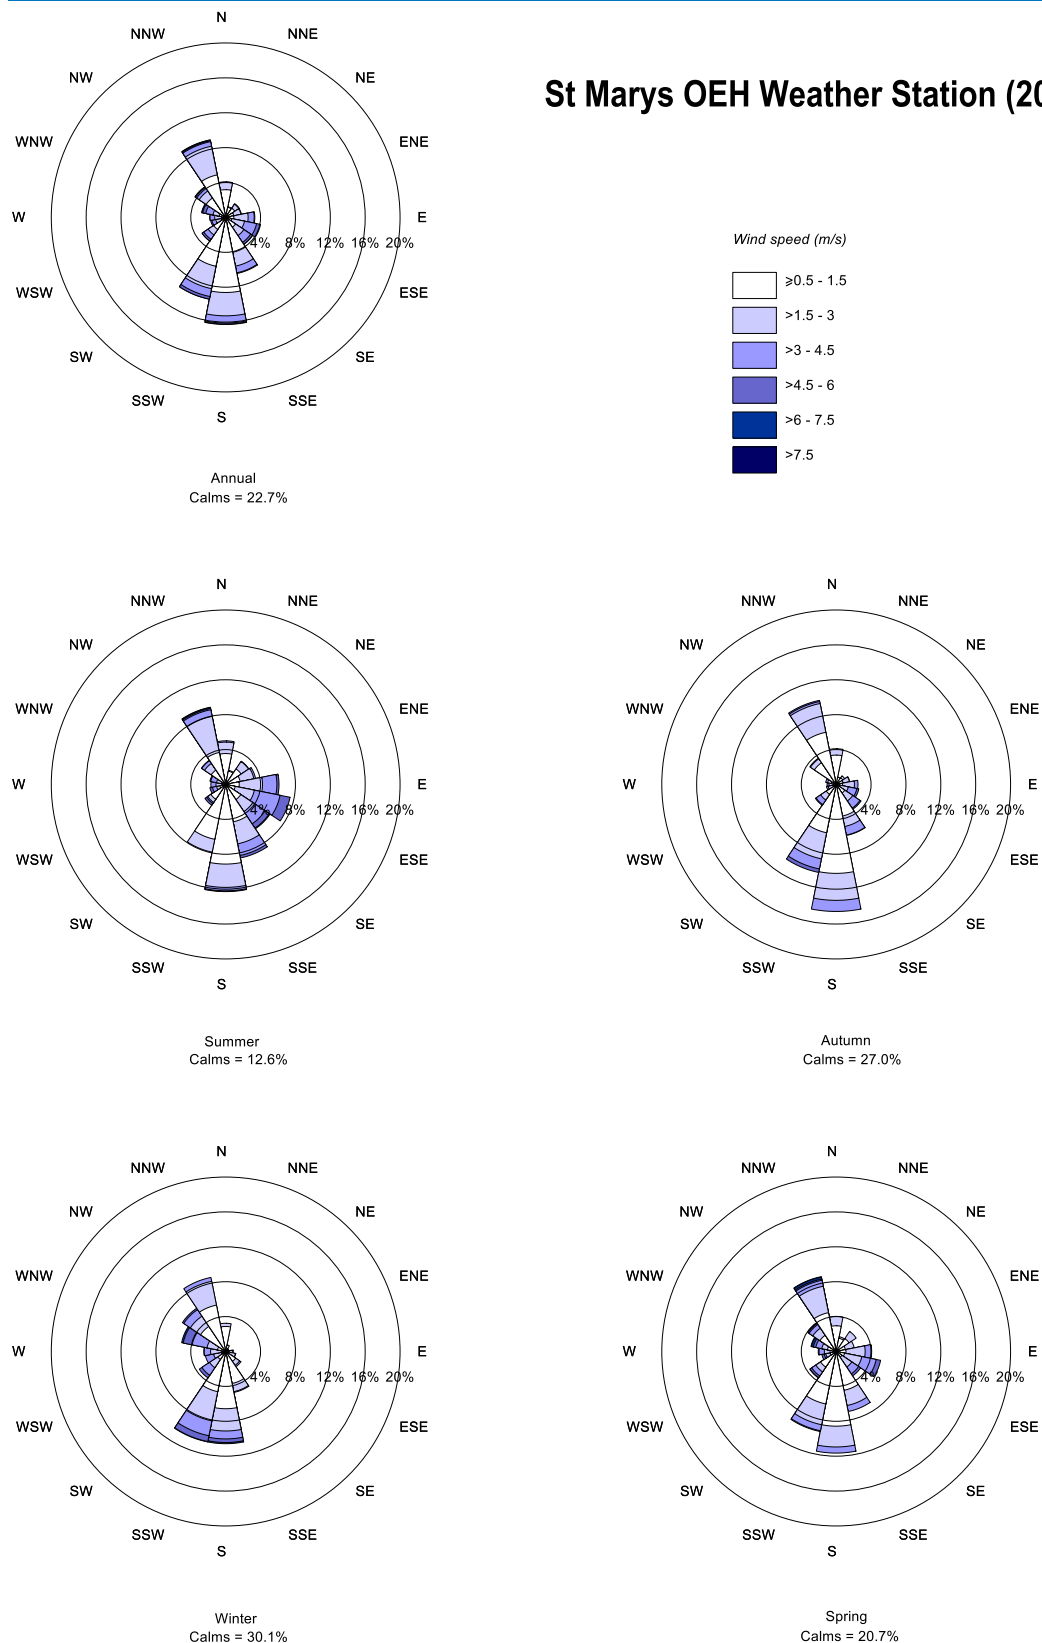 St Marys OEH Weather Station (20
N
NNW NNE
NW NE
WNW ENE
W E
4% 8% 12% 16% 20%
WSW ESE
SW SE
SSW SSE
S
Annual
Calms = 22.7%
Wind speed (m/s)
≥0.5 - 1.5
>1.5 - 3
>3 - 4.5
>4.5 - 6
>6 - 7.5
>7.5
N
NNW NNE
NW NE
WNW ENE
W E
4% 8% 12% 16% 20%
WSW ESE
SW SE
SSW SSE
S
Summer
Calms = 12.6%
N
NNW NNE
NW NE
WNW ENE
W E
4% 8% 12% 16% 20%
WSW ESE
SW SE
SSW SSE
S
Autumn
Calms = 27.0%
N
NNW NNE
NW NE
WNW ENE
W E
4% 8% 12% 16% 20%
WSW ESE
SW SE
SSW SSE
S
Winter
Calms = 30.1%
N
NNW NNE
NW NE
WNW ENE
W E
4% 8% 12% 16% 20%
WSW ESE
SW SE
SSW SSE
S
Spring
Calms = 20.7%